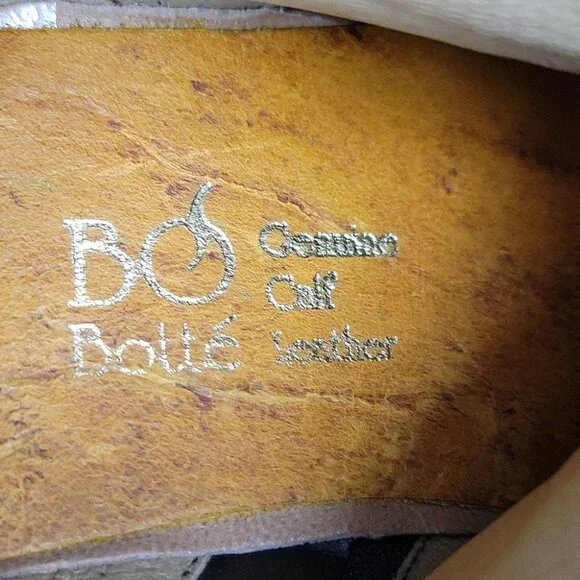 BO
Botté
Genuine
Calf
Leather